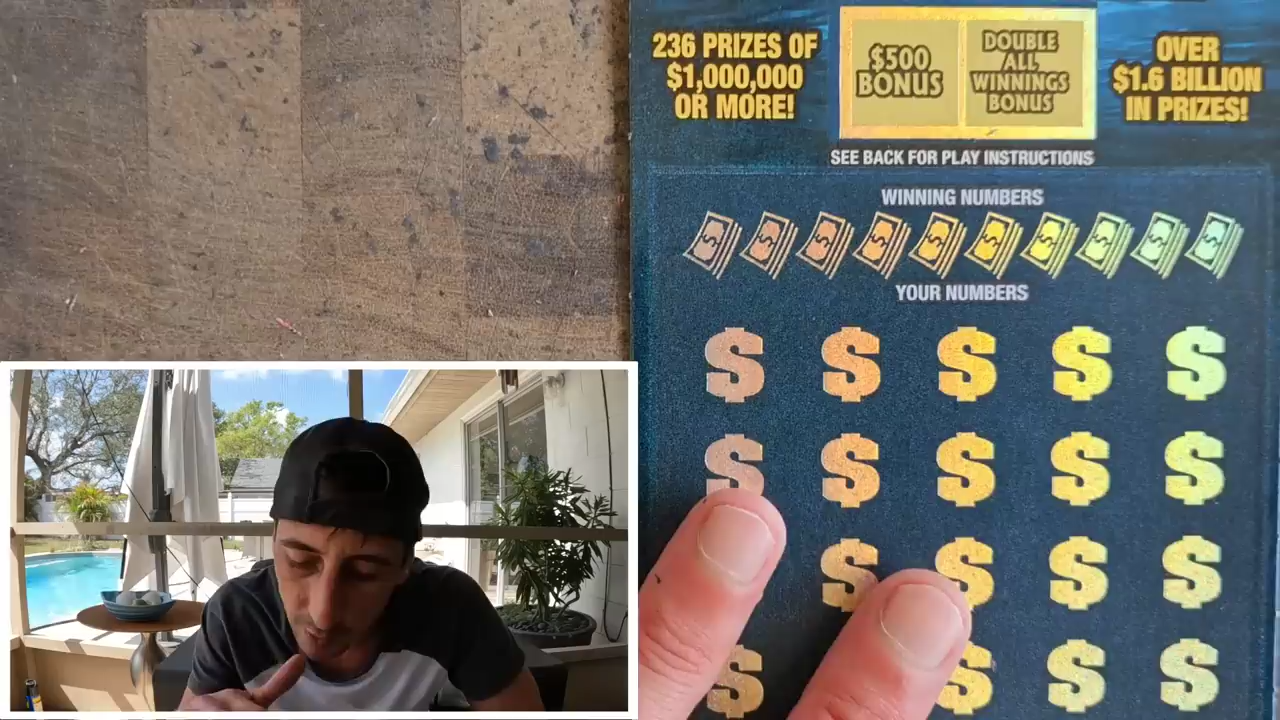 236 PRIZES OF
$1,000,000
OR MORE!
$500
BONUS
DOUBLE
ALL
WINNINGS
BONUS
OVER
$1.6 BILLION
IN PRIZES!
SEE BACK FOR PLAY INSTRUCTIONS
WINNING NUMBERS
$ $ $ $ $ $ $ $ $ $
YOUR NUMBERS
$ $ $ $ $
$ $ $ $ $
$ $ $ $
$ $ $ $